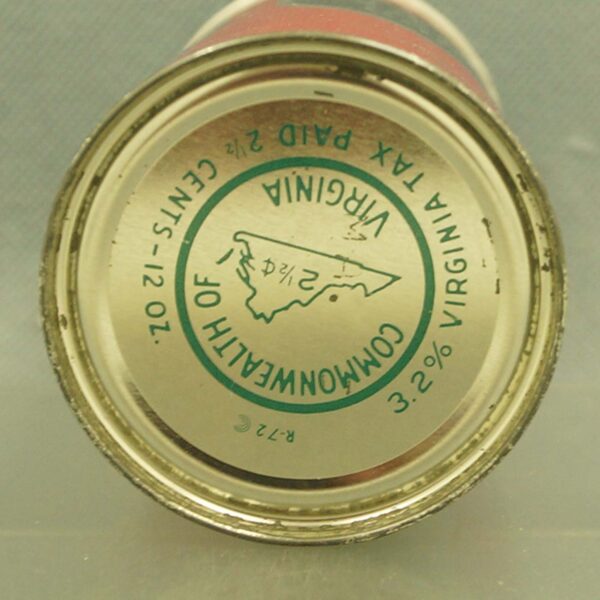 3.2% VIRGINIA TAX PAID 2½ CENTS-12 OZ.
COMMONWEALTH OF
VIRGINIA
2½¢
R-72